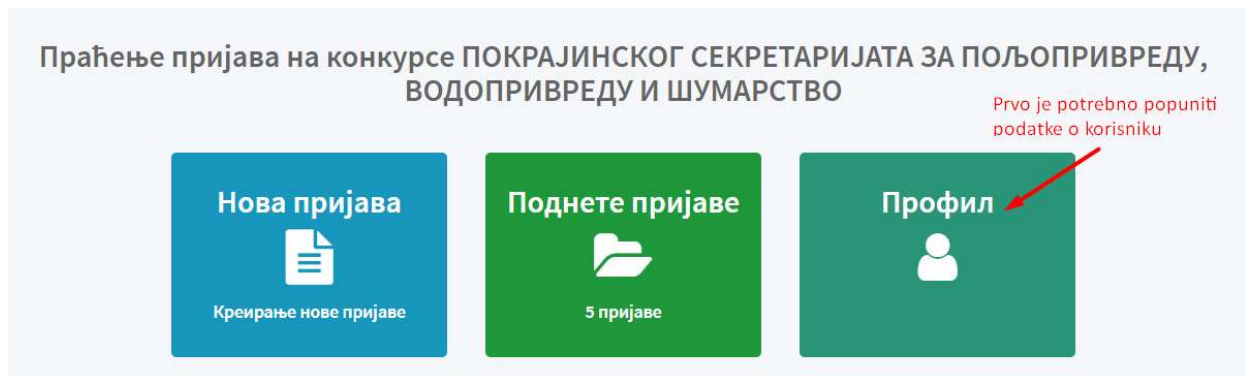 Праћење пријава на конкурсе ПОКРАЈИНСКОГ СЕКРЕТАРИЈАТА ЗА ПОЉОПРИВРЕДУ,
ВОДОПРИВРЕДУ И ШУМАРСТВО
Prvo je potrebno popuniti
podatke o korisniku
Нова пријава
Креирање нове пријаве
Поднете пријаве
5 пријаве
Профил